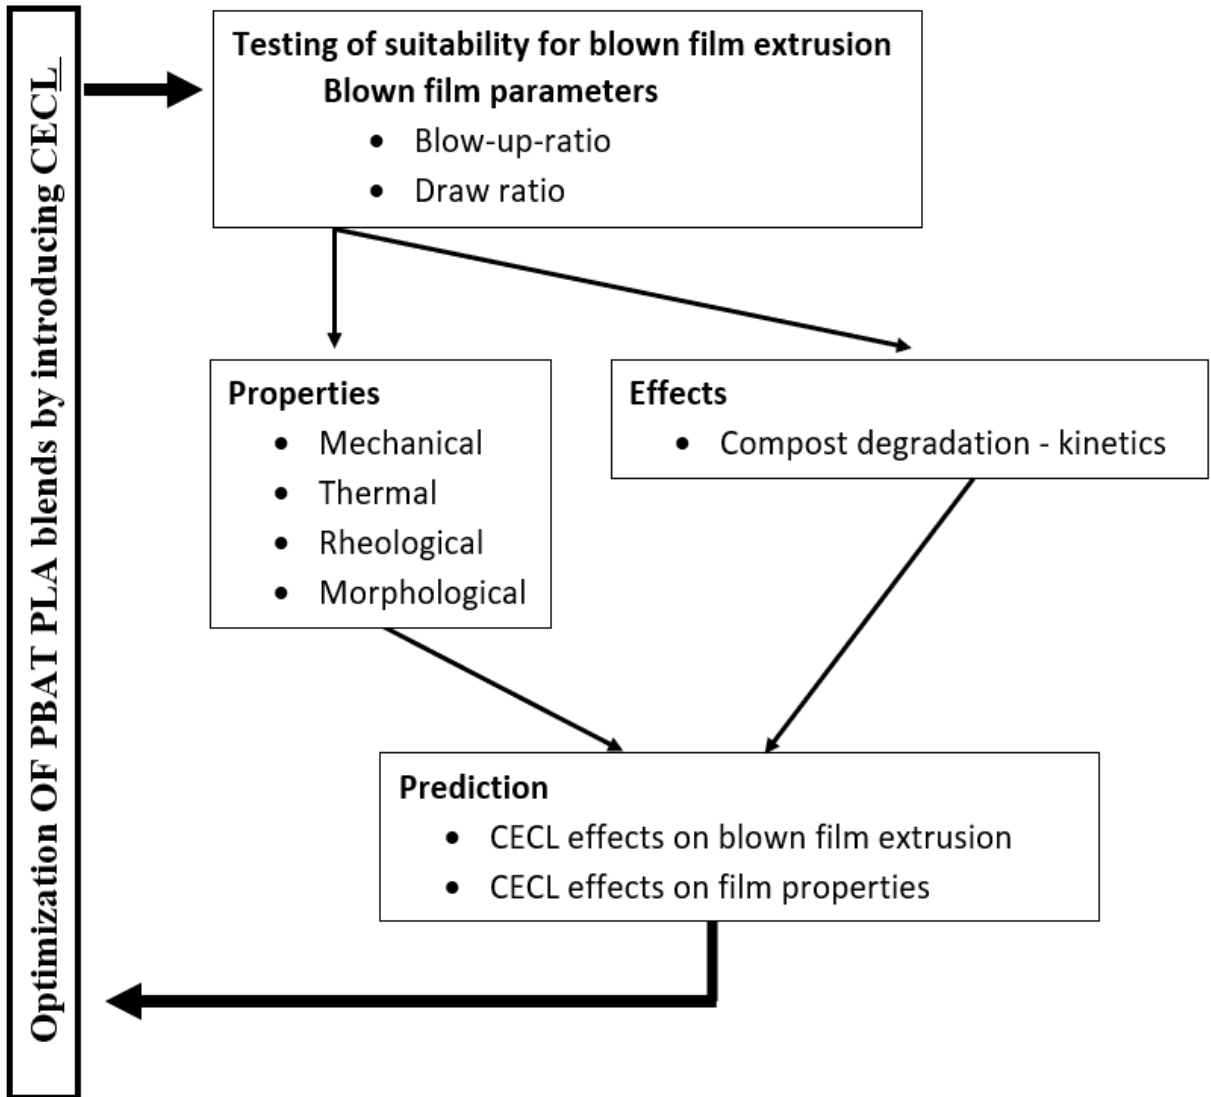 Optimization OF PBAT PLA blends by introducing CECL
Testing of suitability for blown film extrusion
Blown film parameters
• Blow-up-ratio
• Draw ratio
Properties
• Mechanical
• Thermal
• Rheological
• Morphological
Effects
• Compost degradation - kinetics
Prediction
• CECL effects on blown film extrusion
• CECL effects on film properties